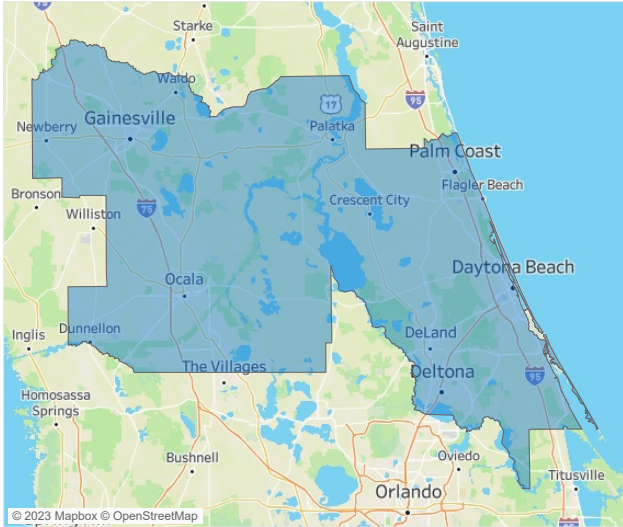 75
Starke
Saint
Augustine
Waldo
95
17
Gainesville
Newberry
Palatka
Palm Coast
Flagler Beach
Bronson
Crescent City
75
Williston
Daytona Beach
Ocala
Inglis
Dunnellon
DeLand
The Villages
Deltona
95
Homosassa
Springs
Bushnell
Oviedo
Titusville
Orlando
© 2023 Mapbox © OpenStreetMap